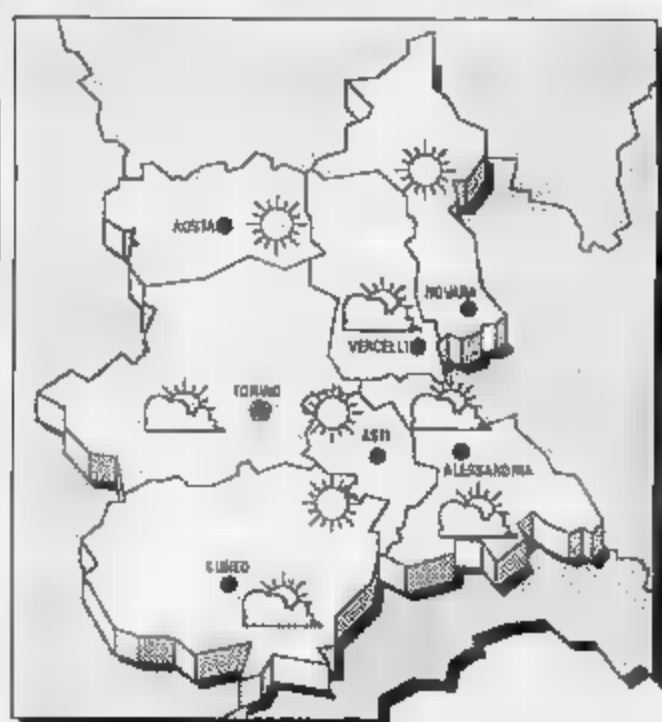 AOSTA
NOVARA
VERCELLI
TORINO
ASTI
ALESSANDRIA
CUNEO